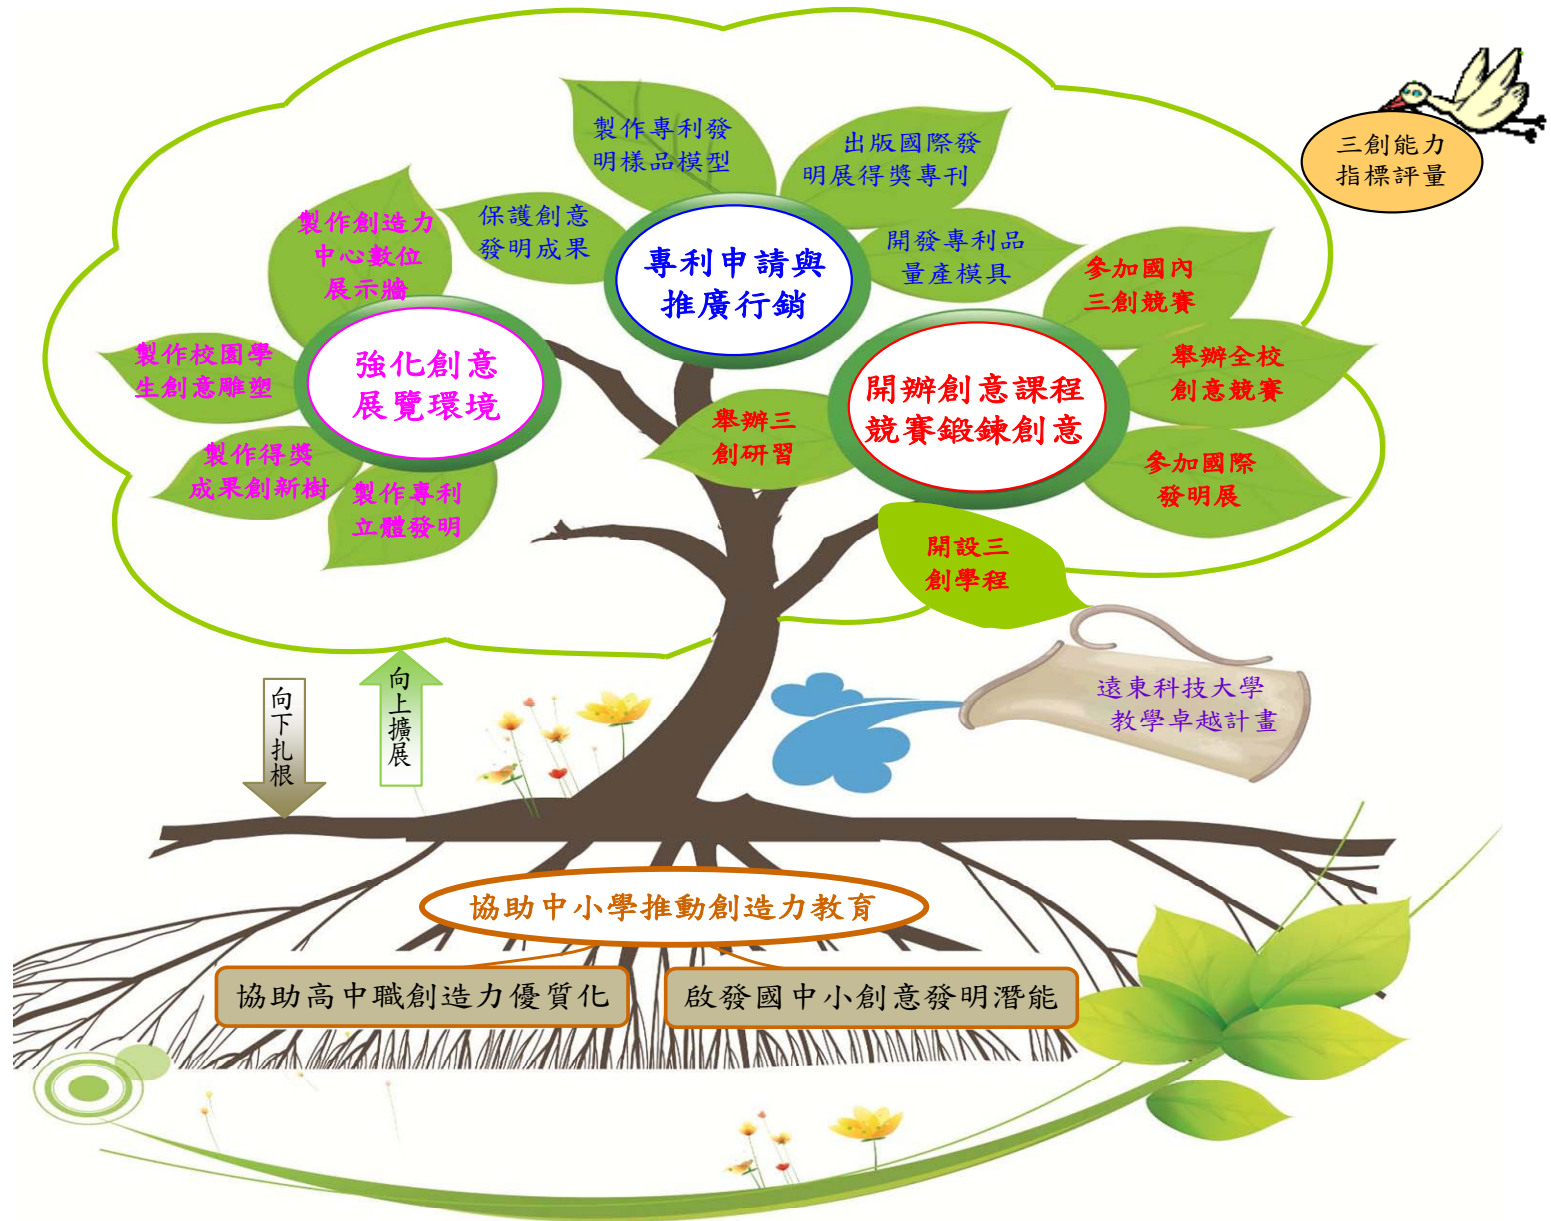 三創能力
指標評量
製作專利發
明樣品模型
出版國際發
明展得獎專刊
保護創意
發明成果
專利申請與
推廣行銷
開發專利品
量產模具
製作創造力
中心數位
展示牆
製作校園學
生創意雕塑
強化創意
展覽環境
製作得獎
成果創新樹
製作專利
立體發明
參加國內
三創競賽
舉辦全校
創意競賽
開辦創意課程
競賽鍛鍊創意
舉辦三
創研習
參加國際
發明展
開設三
創學程
向下扎根
向上擴展
遠東科技大學
教學卓越計畫
協助中小學推動創造力教育
協助高中職創造力優質化
啟發國中小創意發明潛能